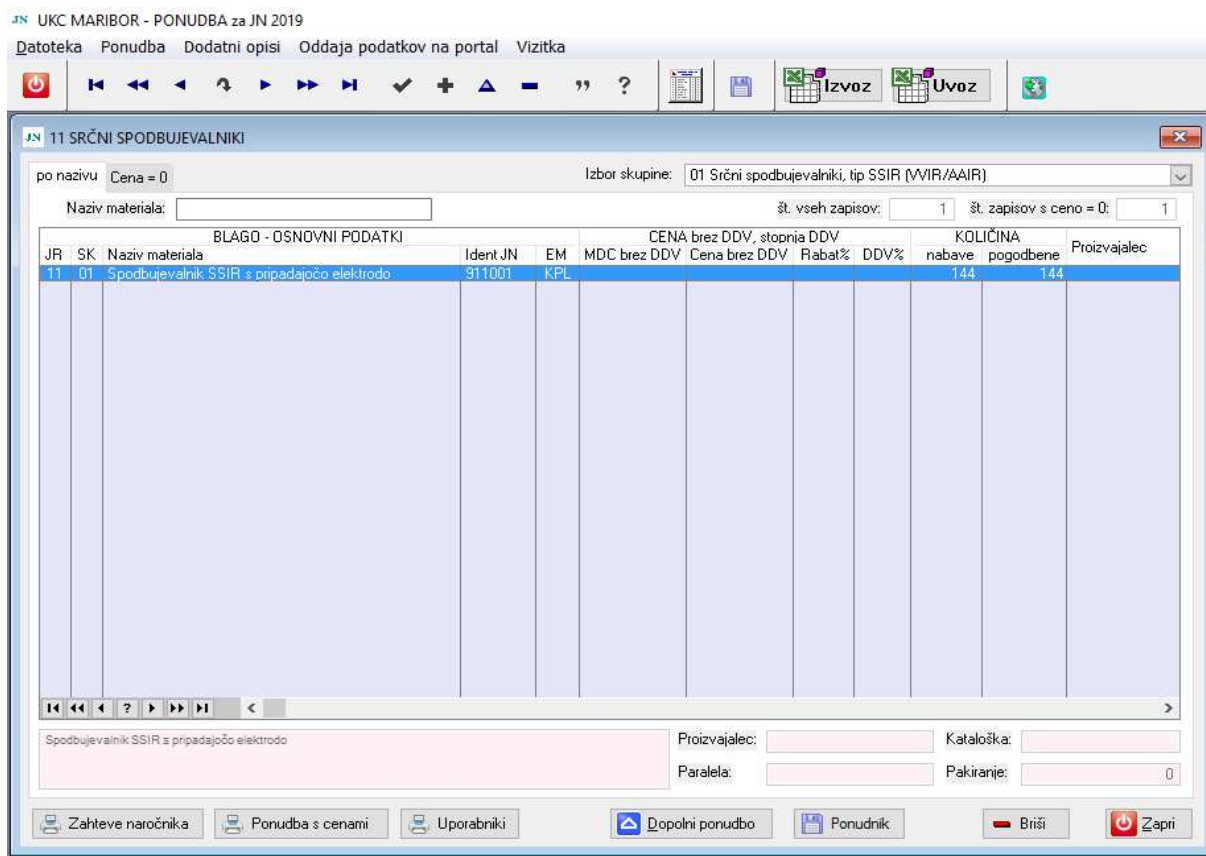 JN UKC MARIBOR - PONUDBA za JN 2019
Datoteka Ponudba Dodatni opisi Oddaja podatkov na portal Vizitka
? Izvoz Uvoz
JN 11 SRČNI SPODBUJEVALNIKI
po nazivu Cena = 0 Izbor skupine: 01 Srčni spodbujevalniki, tip SSIR (VVIR/AAIR)
Naziv materiala: št. vseh zapisov: 1 št. zapisov s ceno = 0: 1
BLAGO - OSNOVNI PODATKI CENA brez DDV, stopnja DDV KOLIČINA
JR SK Naziv materiala Ident JN EM MDC brez DDV Cena brez DDV Rabat% DDV% nabave pogodbene Proizvajalec
11 01 Spodbujevalnik SSIR s pripadajočo elektrodo 911001 KPL 144 144
?
Spodbujevalnik SSIR s pripadajočo elektrodo Proizvajalec: Kataloška:
Paralela: Pakiranje: 0
Zahteve naročnika Ponudba s cenami Uporabniki Dopolni ponudbo Ponudnik Briši Zapri